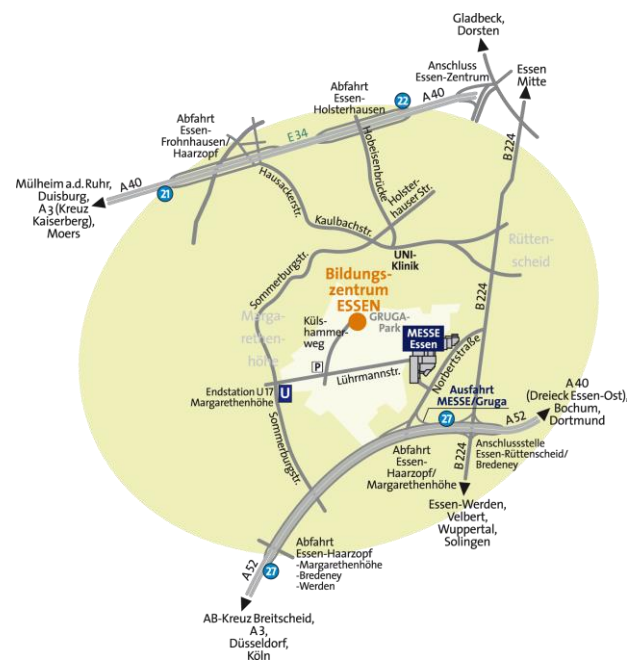 Gladbeck,
Dorsten
Anschluss
Essen-Zentrum
Essen
Mitte
Abfahrt
Essen-
Holsterhausen
22
A 40
Abfahrt
Essen-
Frohnhausen/
Haarzopf
E 34
Hobeisenbrücke
B 224
Mülheim a.d. Ruhr,
Duisburg,
A 3 (Kreuz
Kaiserberg),
Moers
A 40
21
Hausackerstr.
Holster-
hauser Str.
Kaulbachstr.
UNI-
Klinik
Rütten-
scheid
Sommerburgstr.
Bildungs-
zentrum
ESSEN
B 224
Marga-
rethen-
höhe
Küls-
hammer-
weg
GRUGA-
Park
MESSE
Essen
Norbertstraße
P
Lührmannstr.
Endstation U 17
Margarethenhöhe
U
Ausfahrt
MESSE/Gruga
27
A 52
A 40
(Dreieck Essen-Ost),
Bochum,
Dortmund
Sommerburgstr.
Abfahrt
Essen-
Haarzopf/
Margarethenhöhe
B 224
Anschlussstelle
Essen-Rüttenscheid/
Bredeney
Essen-Werden,
Velbert,
Wuppertal,
Solingen
A 52
27
Abfahrt
Essen-Haarzopf
-Margarethenhöhe
-Bredeney
-Werden
AB-Kreuz Breitscheid,
A 3,
Düsseldorf,
Köln